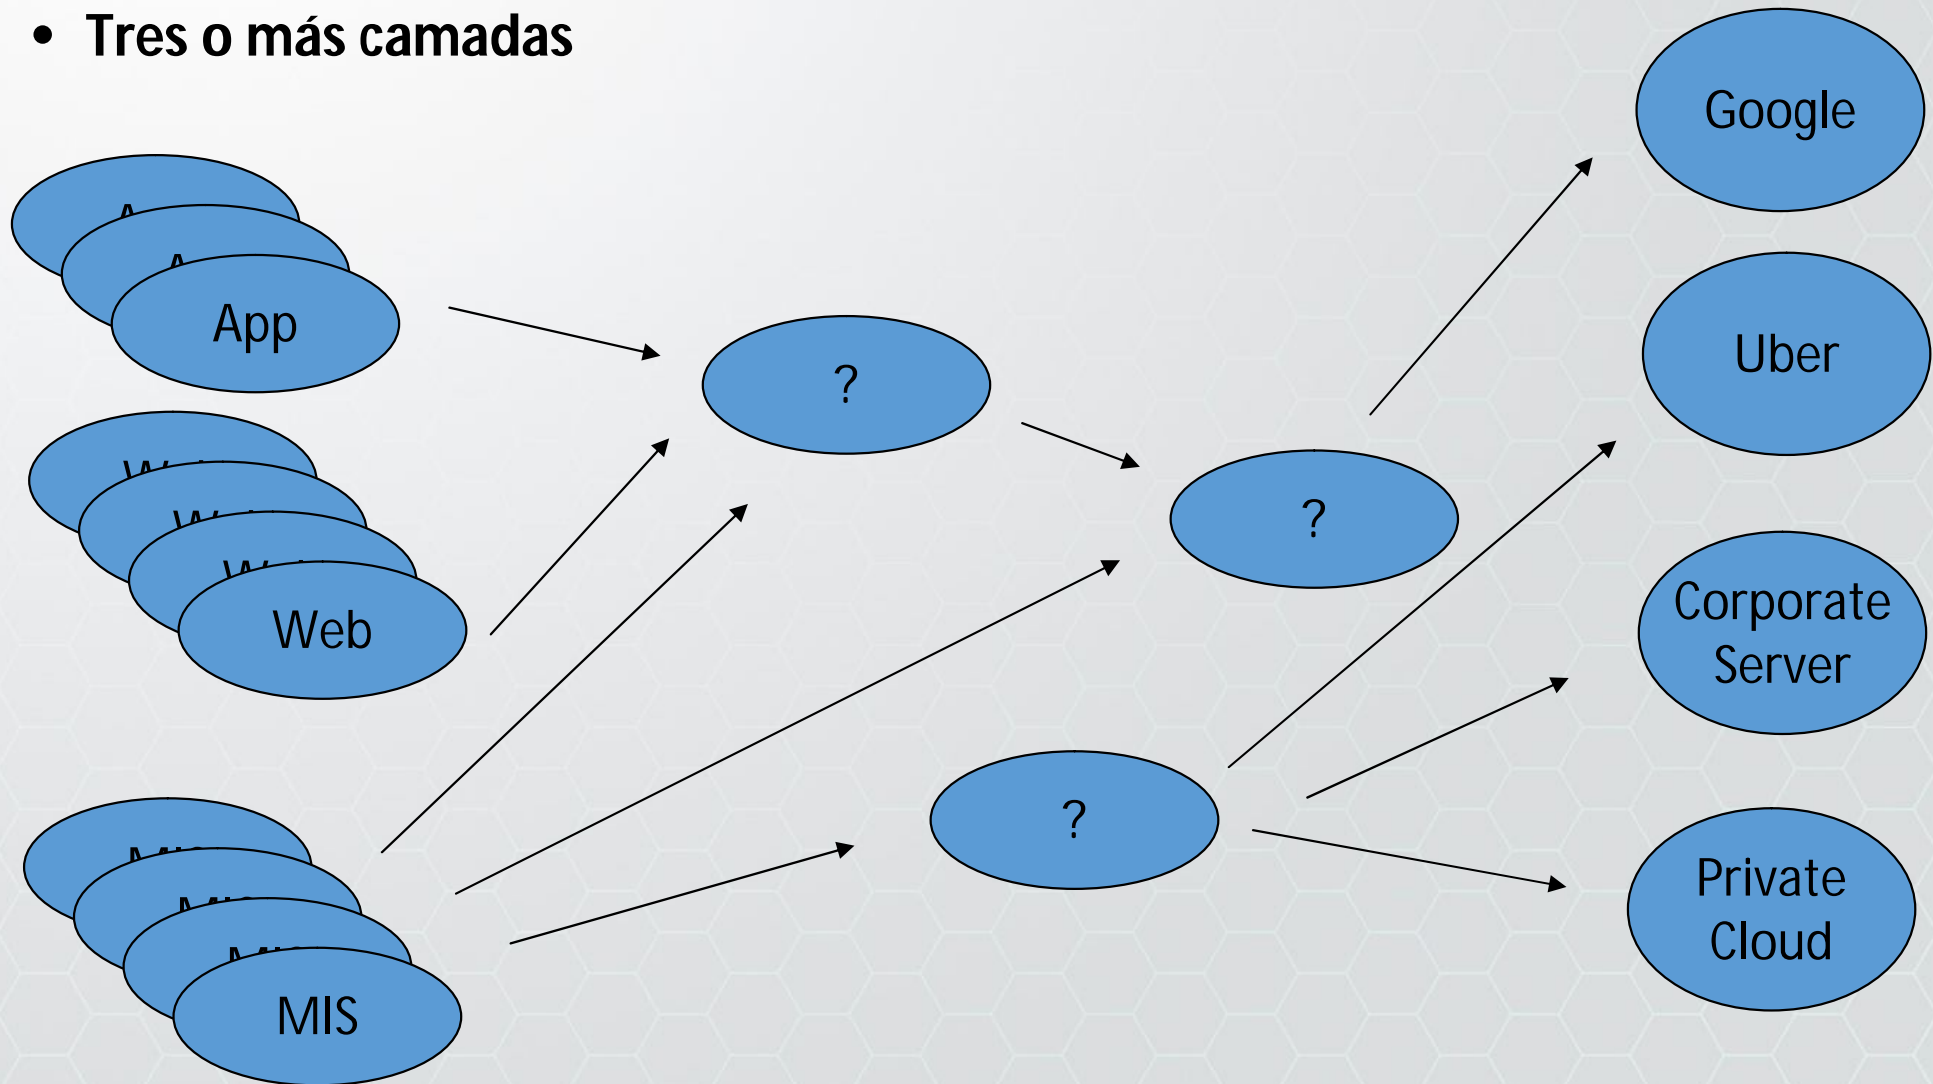 • Tres o más camadas
Google
App
Uber
?
?
Web
Corporate
Server
?
Private
Cloud
MIS